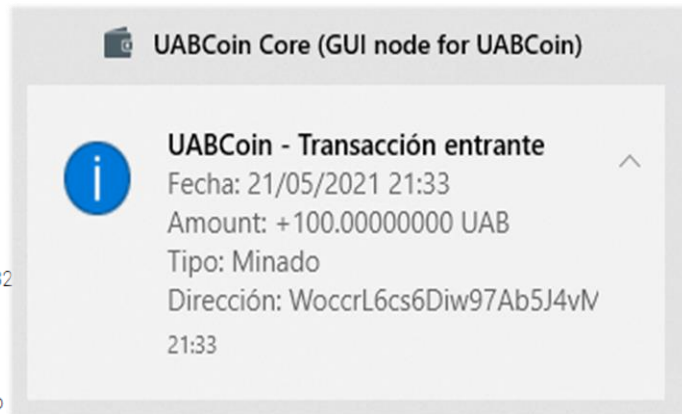 UABCoin Core (GUI node for UABCoin)
UABCoin - Transacción entrante
Fecha: 21/05/2021 21:33
Amount: +100.00000000 UAB
Tipo: Minado
Dirección: WoccrL6cs6Diw97Ab5J4vM
21:33